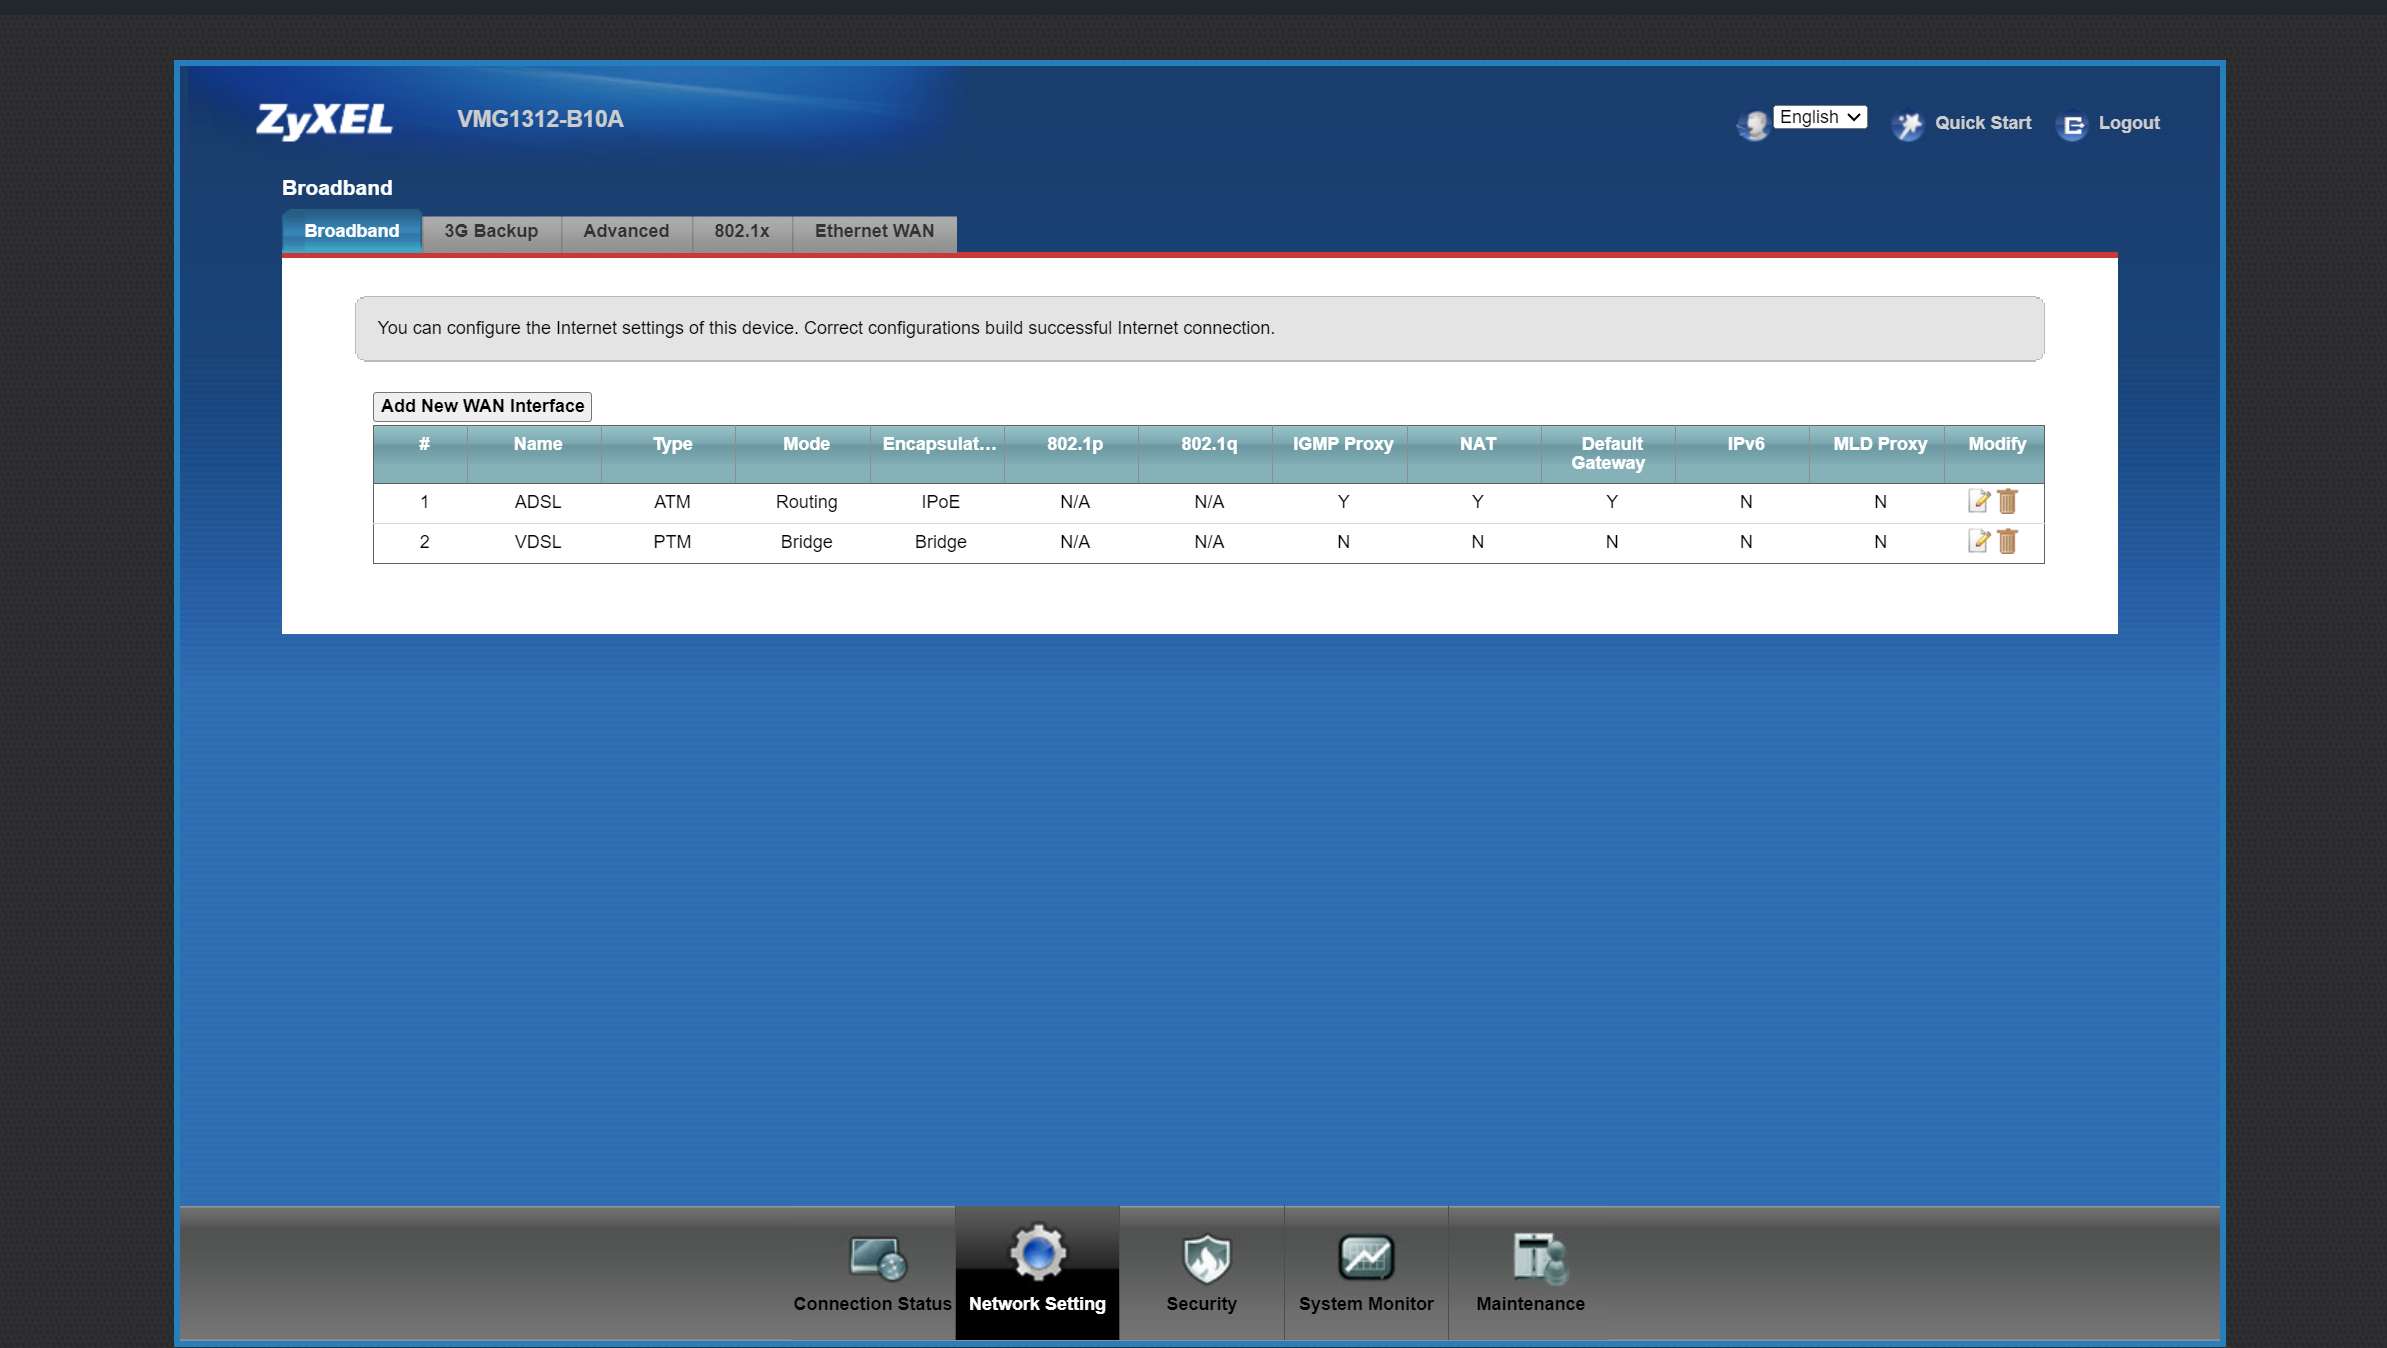 ZyXEL VMG1312-B10A English Quick Start Logout
Broadband
Broadband 3G Backup Advanced 802.1x Ethernet WAN
You can configure the Internet settings of this device. Correct configurations build successful Internet connection.
Add New WAN Interface
# Name Type Mode Encapsulat... 802.1p 802.1q IGMP Proxy NAT Default Gateway IPv6 MLD Proxy Modify
1 ADSL ATM Routing IPoE N/A N/A Y Y Y N N
2 VDSL PTM Bridge Bridge N/A N/A N N N N N
Connection Status Network Setting Security System Monitor Maintenance